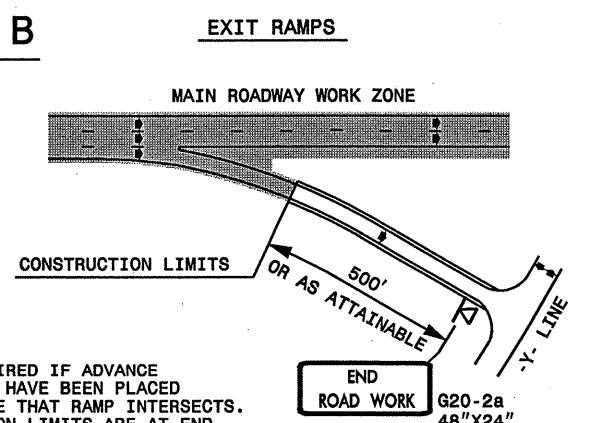 B
EXIT RAMPS
MAIN ROADWAY WORK ZONE
CONSTRUCTION LIMITS
500'
OR AS ATTAINABLE
-Y- LINE
END
ROAD WORK
G20-2a
48"X24"
IRED IF ADVANCE
HAVE BEEN PLACED
E THAT RAMP INTERSECTS.
ON LIMITS ARE AT END